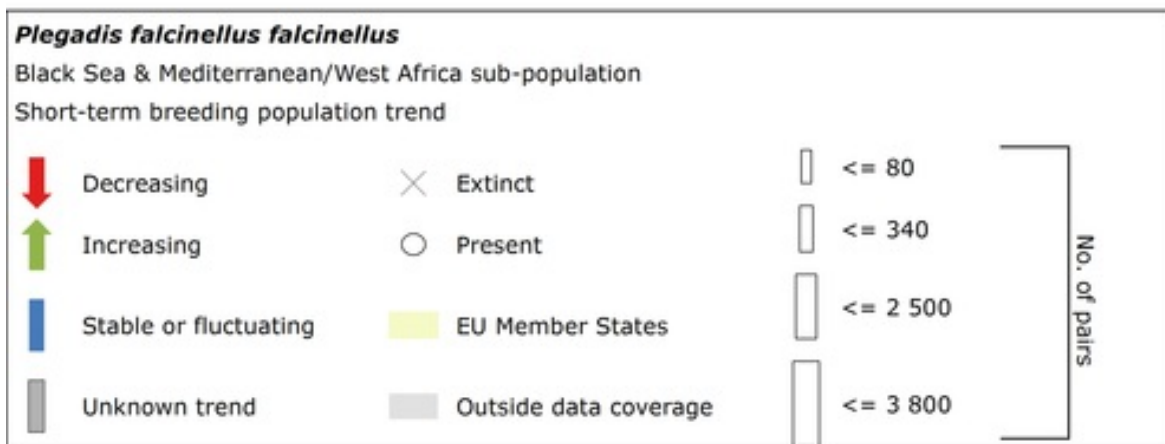 Plegadis falcinellus falcinellus
Black Sea & Mediterranean/West Africa sub-population
Short-term breeding population trend
Decreasing
Extinct
<= 80
Increasing
Present
<= 340
Stable or fluctuating
EU Member States
<= 2 500
Unknown trend
Outside data coverage
<= 3 800
No. of pairs